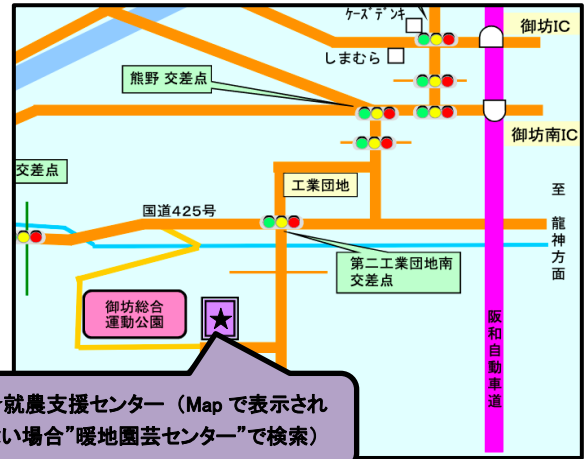 ケーズデンキ
御坊IC
しまむら
熊野 交差点
御坊南IC
交差点
工業団地
至 龍神方面
国道425号
第二工業団地南
交差点
御坊総合
運動公園
阪和自動車道
就農支援センター（Map で表示され
い場合”暖地園芸センター”で検索）